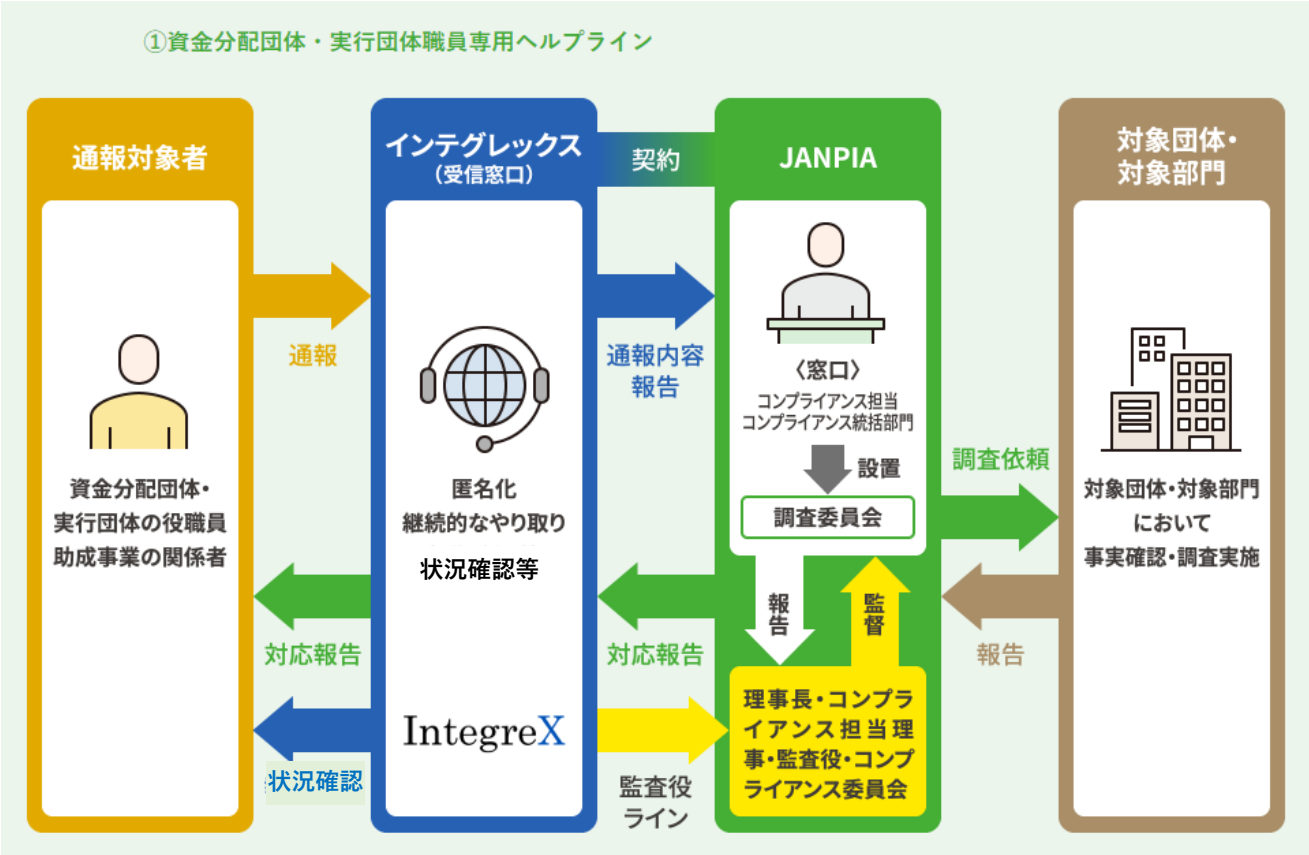 ①資金分配団体・実行団体職員専用ヘルプライン
通報対象者
資金分配団体・
実行団体の役職員
助成事業の関係者
通報
対応報告
状況確認
インテグレックス
(受信窓口)
匿名化
継続的なやり取り
状況確認等
IntegreX
契約
通報内容
報告
対応報告
監査役
ライン
JANPIA
〈窓口〉
コンプライアンス担当
コンプライアンス統括部門
設置
調査委員会
報告
監督
理事長・コンプラ
イアンス担当理
事・監査役・コンプ
ライアンス委員会
調査依頼
報告
対象団体・
対象部門
対象団体・対象部門
において
事実確認・調査実施